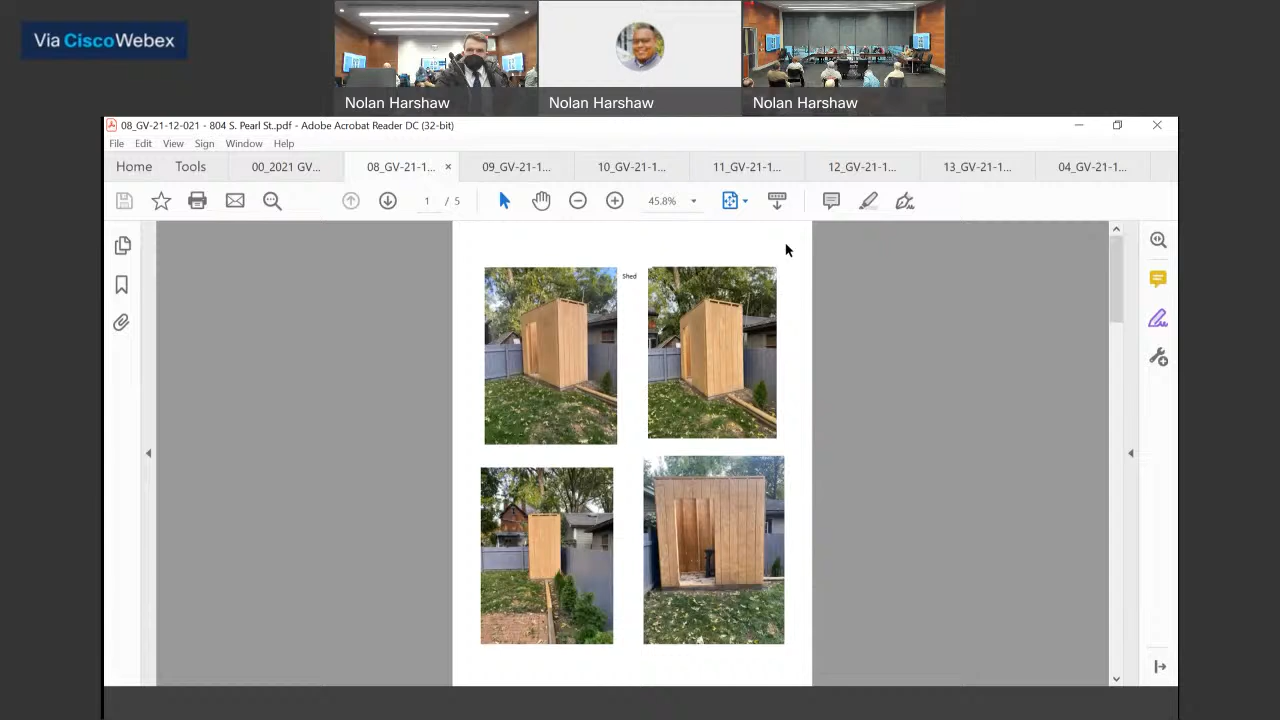 Via Cisco Webex
Nolan Harshaw
Nolan Harshaw
Nolan Harshaw
08_GV-21-12-021 - 804 S. Pearl St..pdf - Adobe Acrobat Reader DC (32-bit)
File Edit View Sign Window Help
Home Tools 00_2021 GV... 08_GV-21-1... × 09_GV-21-1... 10_GV-21-1... 11_GV-21-1... 12_GV-21-1... 13_GV-21-1... 04_GV-21-1...
1 / 5 45.8%
Shed